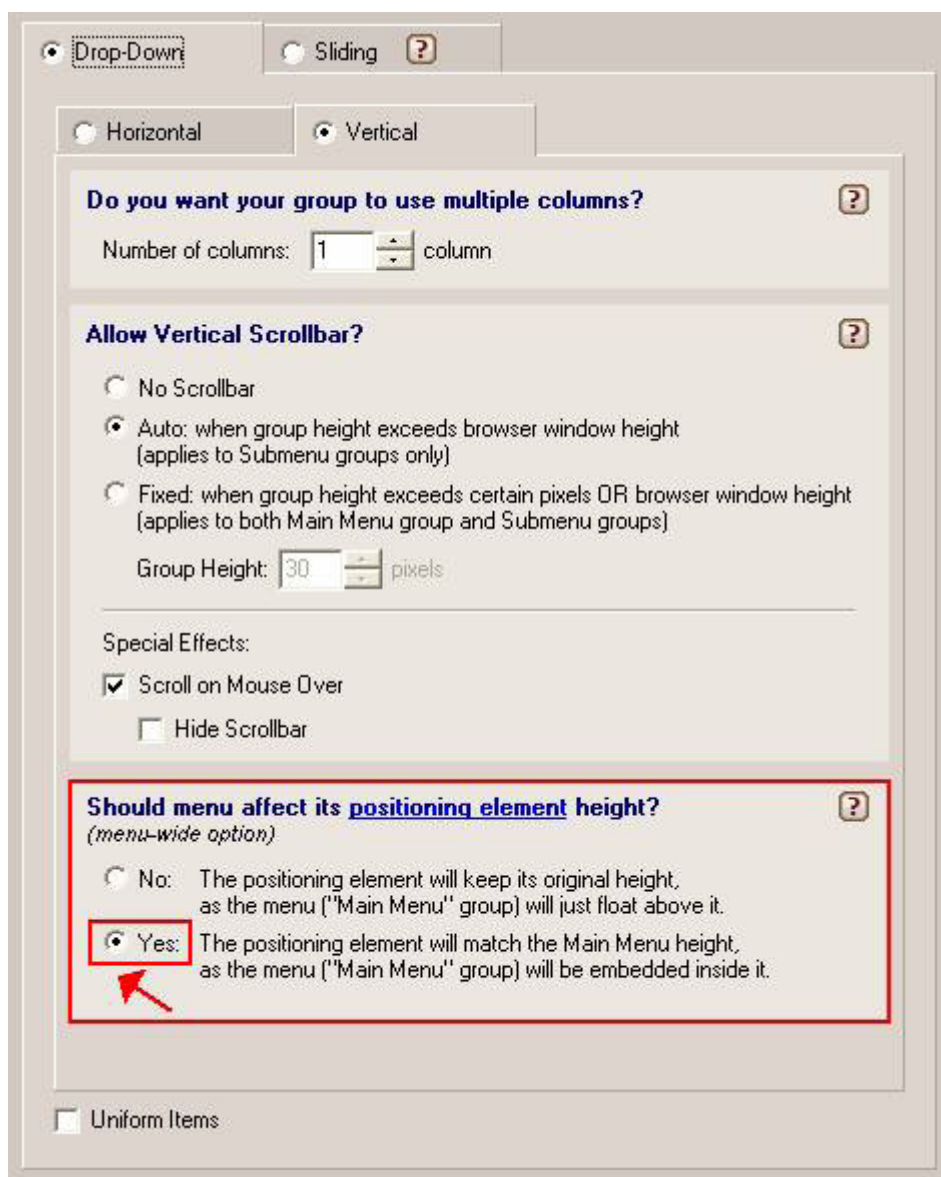 Drop-Down Sliding ?
Horizontal Vertical
Do you want your group to use multiple columns? ?
Number of columns: 1 column
Allow Vertical Scrollbar? ?
No Scrollbar
Auto: when group height exceeds browser window height
(applies to Submenu groups only)
Fixed: when group height exceeds certain pixels OR browser window height
(applies to both Main Menu group and Submenu groups)
Group Height: 30 pixels
Special Effects:
Scroll on Mouse Over
Hide Scrollbar
Should menu affect its positioning element height? ?
(menu-wide option)
No: The positioning element will keep its original height,
as the menu ("Main Menu" group) will just float above it.
Yes: The positioning element will match the Main Menu height,
as the menu ("Main Menu" group) will be embedded inside it.
Uniform Items